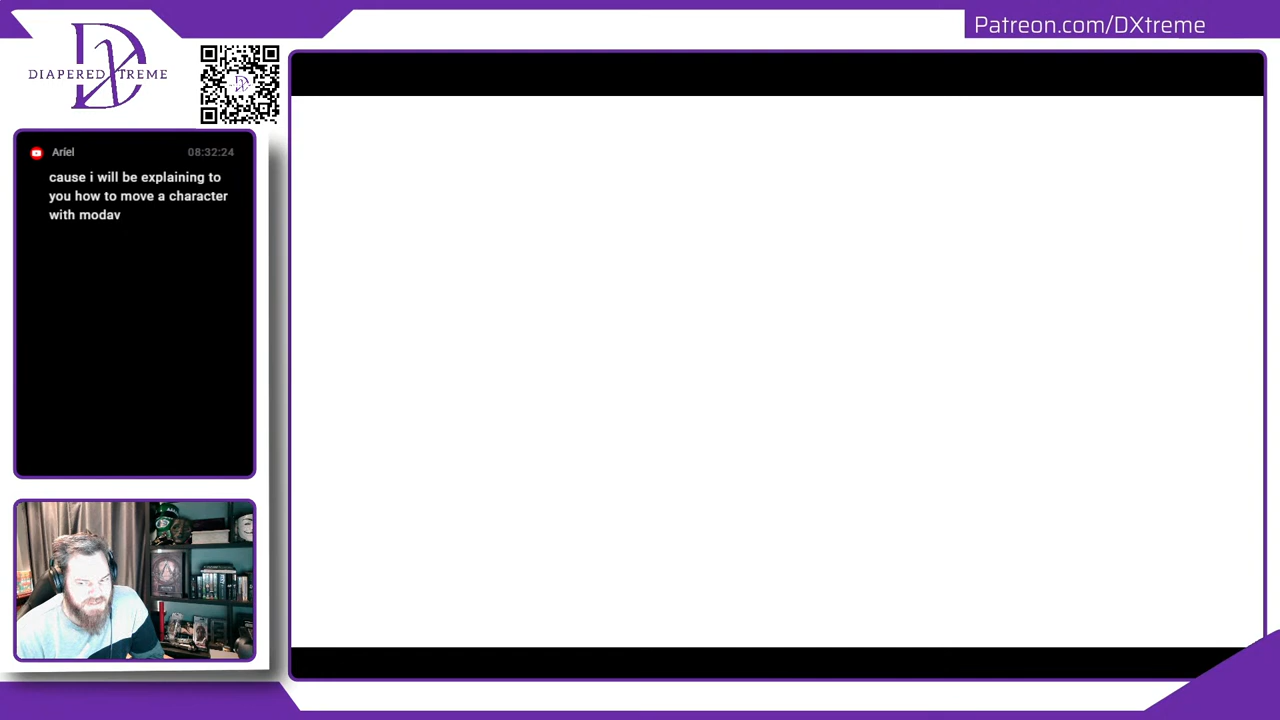 Patreon.com/DXtreme
DIAPERED XTREME
Ariel 08:32:24
cause i will be explaining to
you how to move a character
with modav